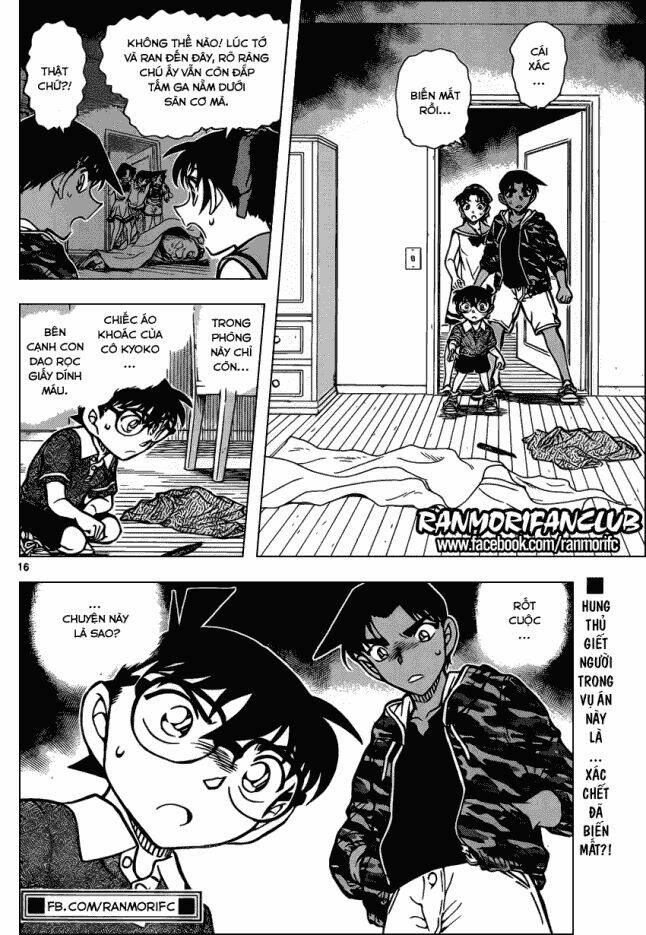 CÁI
XÁC
...
BIẾN MẤT
RỒI...
KHÔNG THỂ NÀO! LÚC TỚ
VÀ RAN ĐẾN ĐÂY, RÕ RÀNG
CHÚ ẤY VẪN CÒN ĐẮP
TẤM GA NẰM DƯỚI
SÀN CƠ MÀ.
THẬT
CHỨ?!
TRONG
PHÒNG NÀY CHỈ
CÒN...
CHIẾC ÁO
KHOÁC CỦA
CÔ KYOKO
...
BÊN
CẠNH CON
DAO RỌC
GIẤY DÍNH
MÁU.
RANMORIFANCLUB
www.facebook.com/ranmorifc
16
RỐT
CUỘC
...
...
CHUYỆN NÀY
LÀ SAO?
HUNG
THỦ
GIẾT
NGƯỜI
TRONG
VỤ ÁN
NÀY
LÀ
...
XÁC
CHẾT
ĐÃ
BIẾN
MẤT?!
FB.COM/RANMORIFC